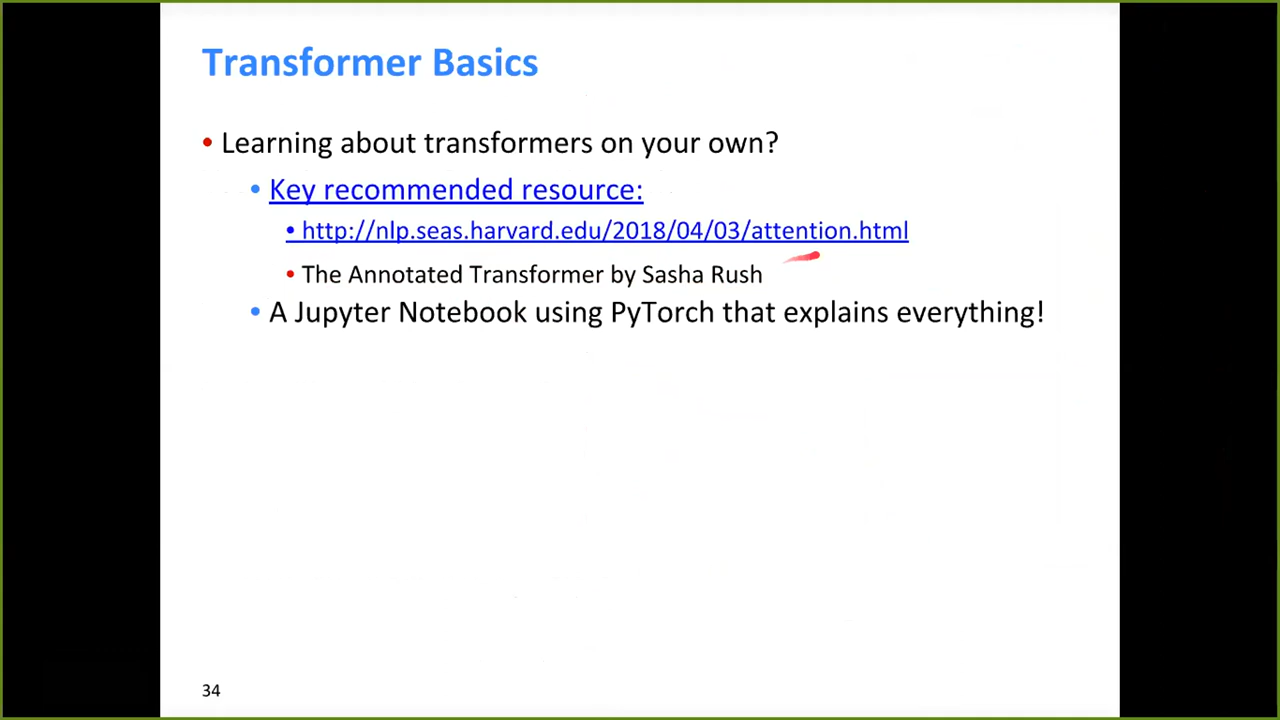 Transformer Basics
• Learning about transformers on your own?
• Key recommended resource:
• http://nlp.seas.harvard.edu/2018/04/03/attention.html
• The Annotated Transformer by Sasha Rush
• A Jupyter Notebook using PyTorch that explains everything!
34